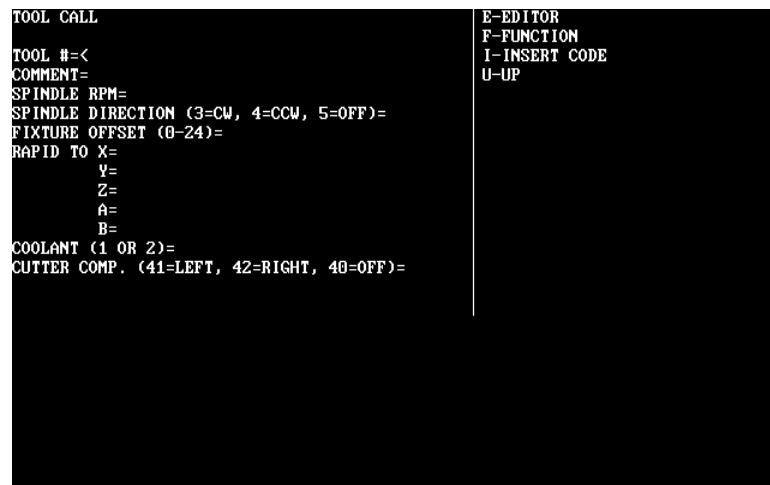 TOOL CALL
TOOL #=<
COMMENT=
SPINDLE RPM=
SPINDLE DIRECTION (3=CW, 4=CCW, 5=OFF)=
FIXTURE OFFSET (0-24)=
RAPID TO X=
Y=
Z=
A=
B=
COOLANT (1 OR 2)=
CUTTER COMP. (41=LEFT, 42=RIGHT, 40=OFF)=
E-EDITOR
F-FUNCTION
I-INSERT CODE
U-UP